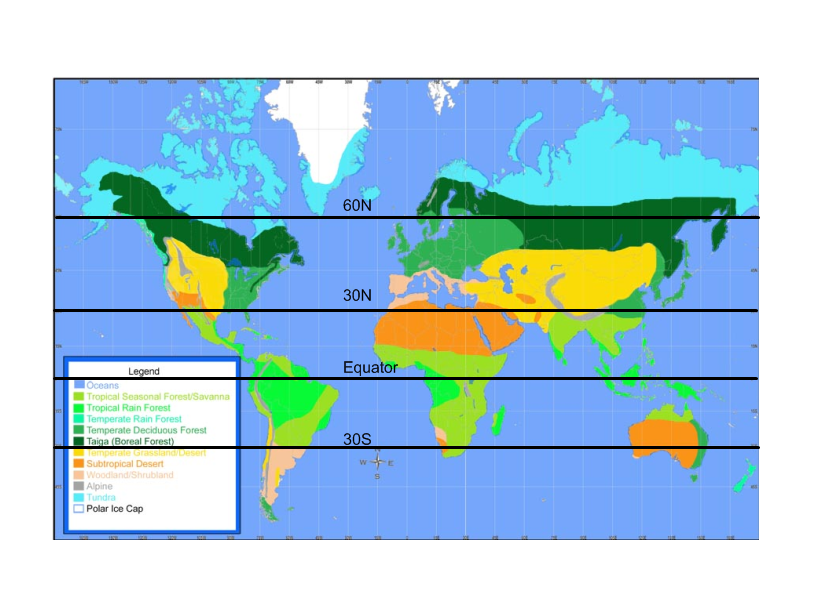 60N
30N
Equator
30S
N
W E
S
Legend
Oceans
Tropical Seasonal Forest/Savanna
Tropical Rain Forest
Temperate Rain Forest
Temperate Deciduous Forest
Taiga (Boreal Forest)
Temperate Grassland/Desert
Subtropical Desert
Woodland/Shrubland
Alpine
Tundra
Polar Ice Cap